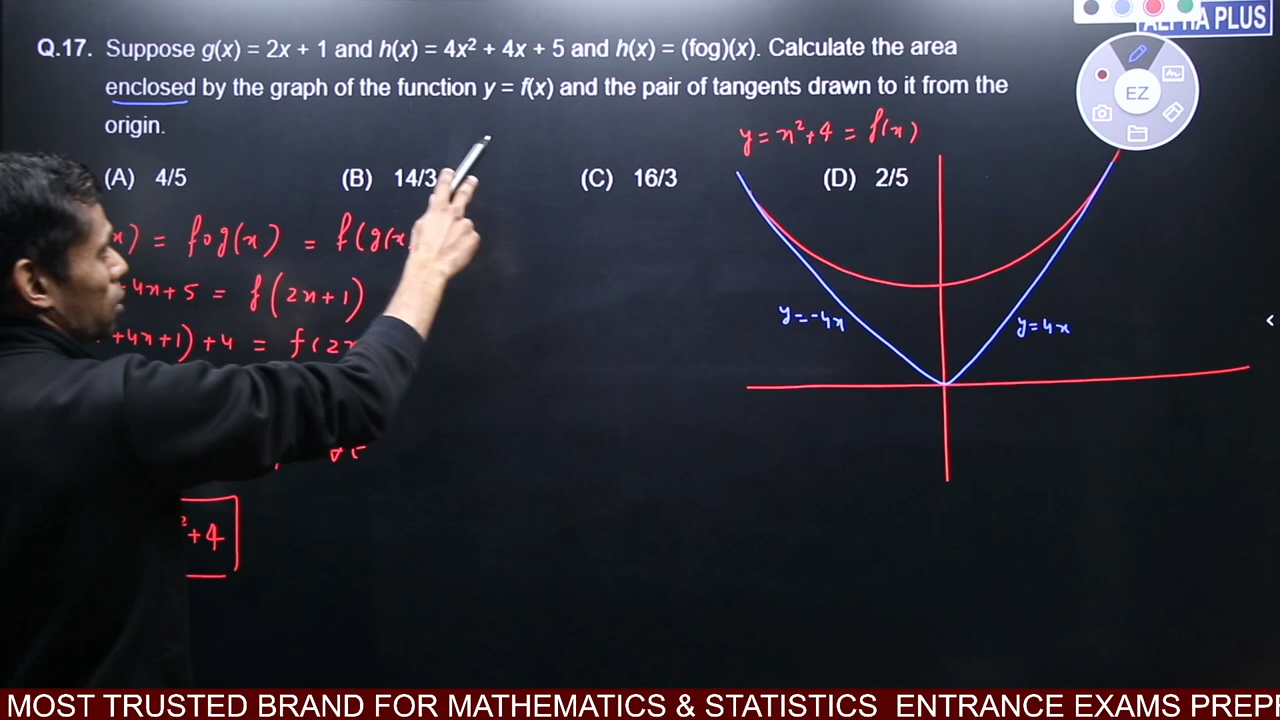 ALPHA PLUS
Q.17. Suppose g(x) = 2x + 1 and h(x) = 4x² + 4x + 5 and h(x) = (fog)(x). Calculate the area
enclosed by the graph of the function y = f(x) and the pair of tangents drawn to it from the
origin.
EZ
y = x²+4 = f(x)
(A) 4/5 (B) 14/3 (C) 16/3 (D) 2/5
x) = fog(x) = f(g(x
4x+5 = f(2x+1)
+4x+1)+4 = f(2x
y=-4x
y=4x
²+4
MOST TRUSTED BRAND FOR MATHEMATICS & STATISTICS ENTRANCE EXAMS PREP